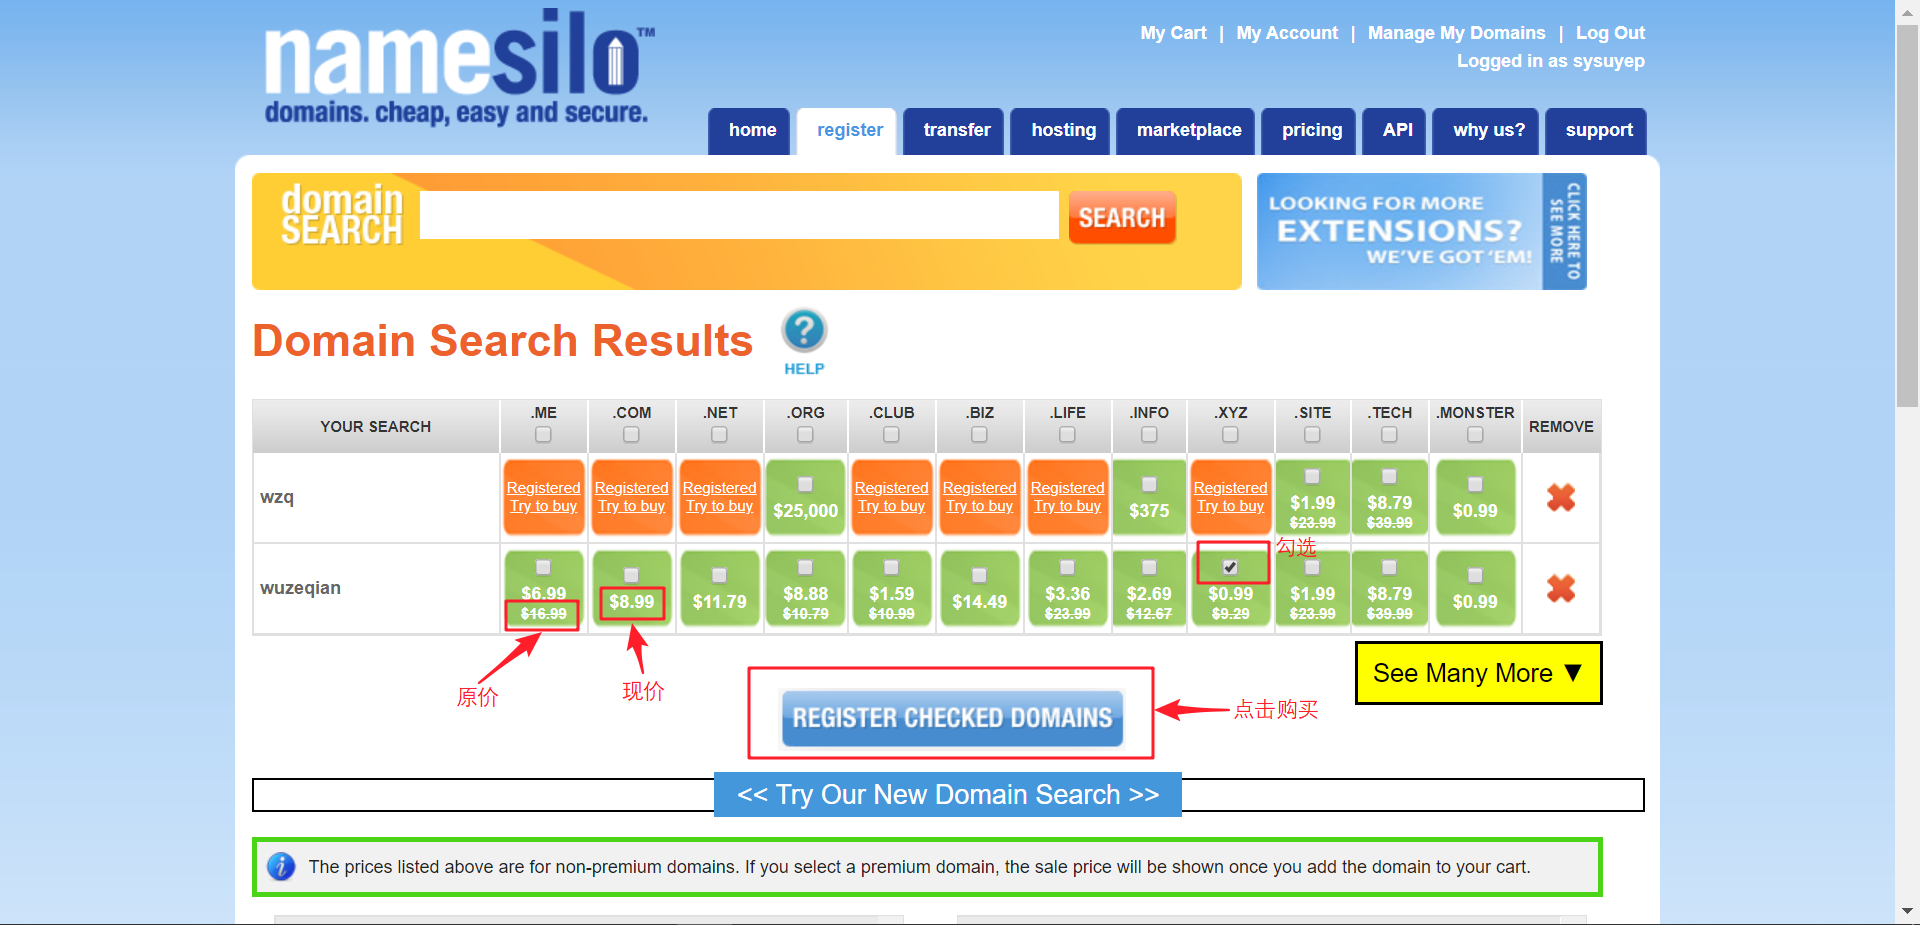 namesilo™
domains. cheap, easy and secure.
My Cart | My Account | Manage My Domains | Log Out
Logged in as sysuyep
home register transfer hosting marketplace pricing API why us? support
domain SEARCH
SEARCH
LOOKING FOR MORE
EXTENSIONS?
WE'VE GOT 'EM!
CLICK HERE TO
SEE MORE
Domain Search Results
?
HELP
YOUR SEARCH .ME .COM .NET .ORG .CLUB .BIZ .LIFE .INFO .XYZ .SITE .TECH .MONSTER REMOVE
wzq
Registered Try to buy
Registered Try to buy
Registered Try to buy
$25,000
Registered Try to buy
Registered Try to buy
Registered Try to buy
$375
Registered Try to buy
$1.99 $23.99
$8.79 $39.99
$0.99
勾选
wuzeqian
$6.99 $16.99
$8.99
$11.79
$8.88 $10.79
$1.59 $10.99
$14.49
$3.36 $23.99
$2.69 $12.67
$0.99 $9.29
$1.99 $23.99
$8.79 $39.99
$0.99
原价
现价
See Many More ▼
REGISTER CHECKED DOMAINS
点击购买
<< Try Our New Domain Search >>
The prices listed above are for non-premium domains. If you select a premium domain, the sale price will be shown once you add the domain to your cart.